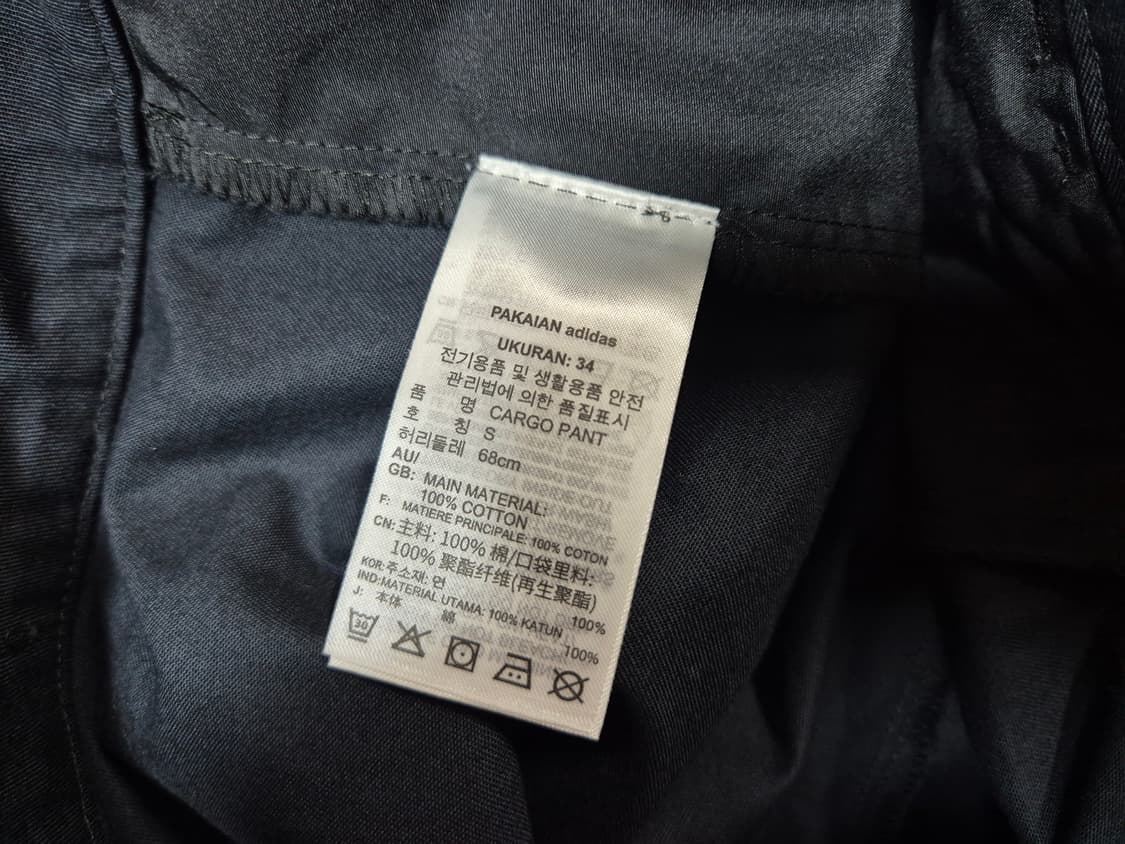 PAKAIAN adidas
UKURAN: 34
전기용품 및 생활용품 안전
관리법에 의한 품질표시
품 명 CARGO PANT
호 칭 S
허리둘레 68cm
AU/
GB: MAIN MATERIAL:
100% COTTON
F: MATIERE PRINCIPALE: 100% COTON
CN: 主料: 100% 棉/口袋里料:
100% 聚酯纤维(再生聚酯)
KOR: 주소재: 면 100%
IND: MATERIAL UTAMA: 100% KATUN
J: 本体 綿 100%
30